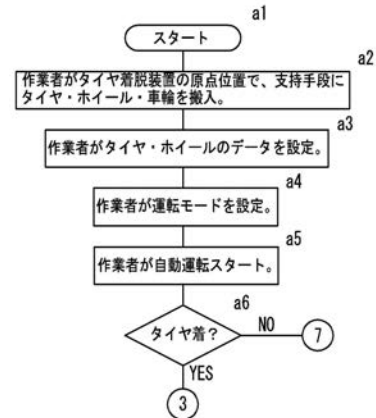 a1
スタート
a2
作業者がタイヤ着脱装置の原点位置で、支持手段に
タイヤ・ホイール・車輪を搬入。
a3
作業者がタイヤ・ホイールのデータを設定。
a4
作業者が運転モードを設定。
a5
作業者が自動運転スタート。
a6
タイヤ着?
NO
7
YES
3